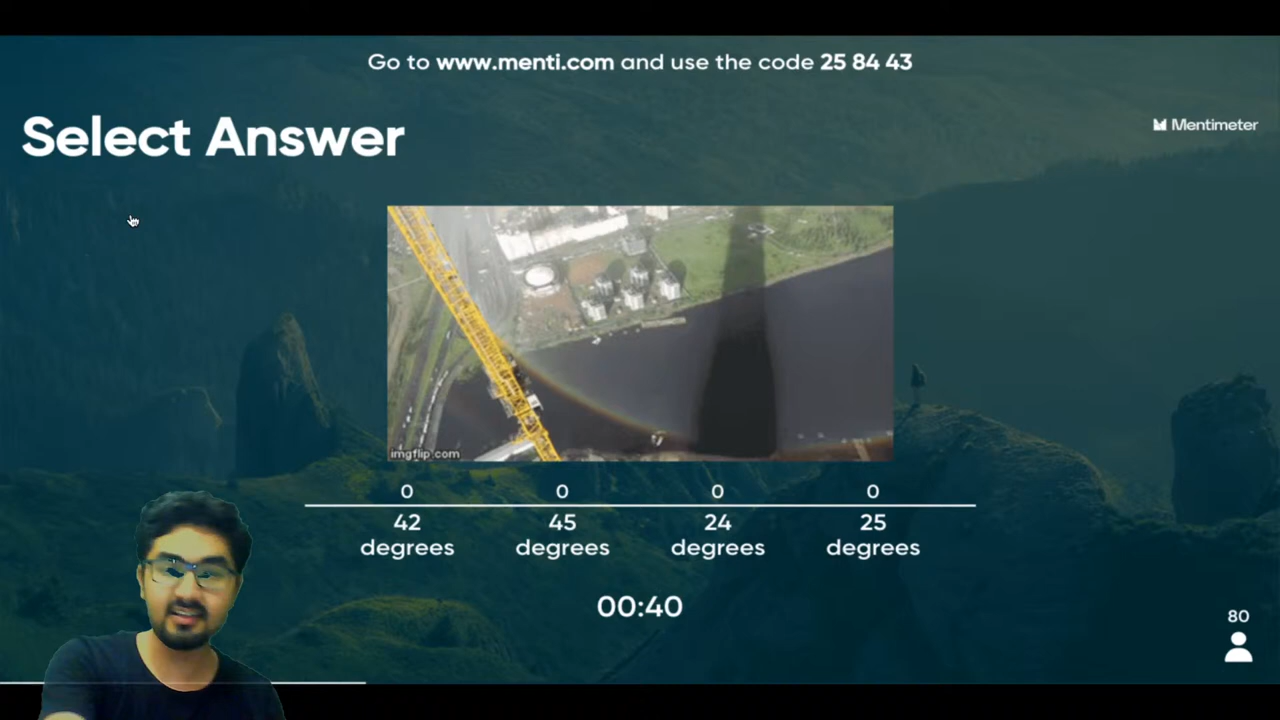 Go to www.menti.com and use the code 25 84 43
Select Answer
Mentimeter
imgflip.com
0 0 0 0
42 45 24 25
degrees degrees degrees degrees
00:40
80